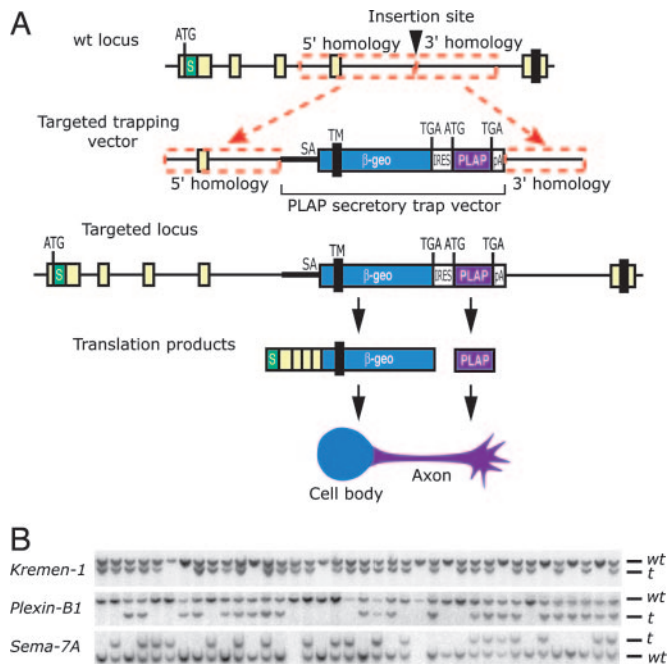 A
Insertion site
ATG
wt locus
5' homology
3' homology
S
Targeted trapping
vector
SA
TM
TGA ATG
TGA
β-geo
IRES
PLAP
pA
5' homology
3' homology
PLAP secretory trap vector
Targeted locus
ATG
S
SA
TM
TGA ATG
TGA
β-geo
IRES
PLAP
pA
Translation products
S
β-geo
PLAP
Cell body
Axon
B
Kremen-1
wt
t
Plexin-B1
wt
t
Sema-7A
t
wt